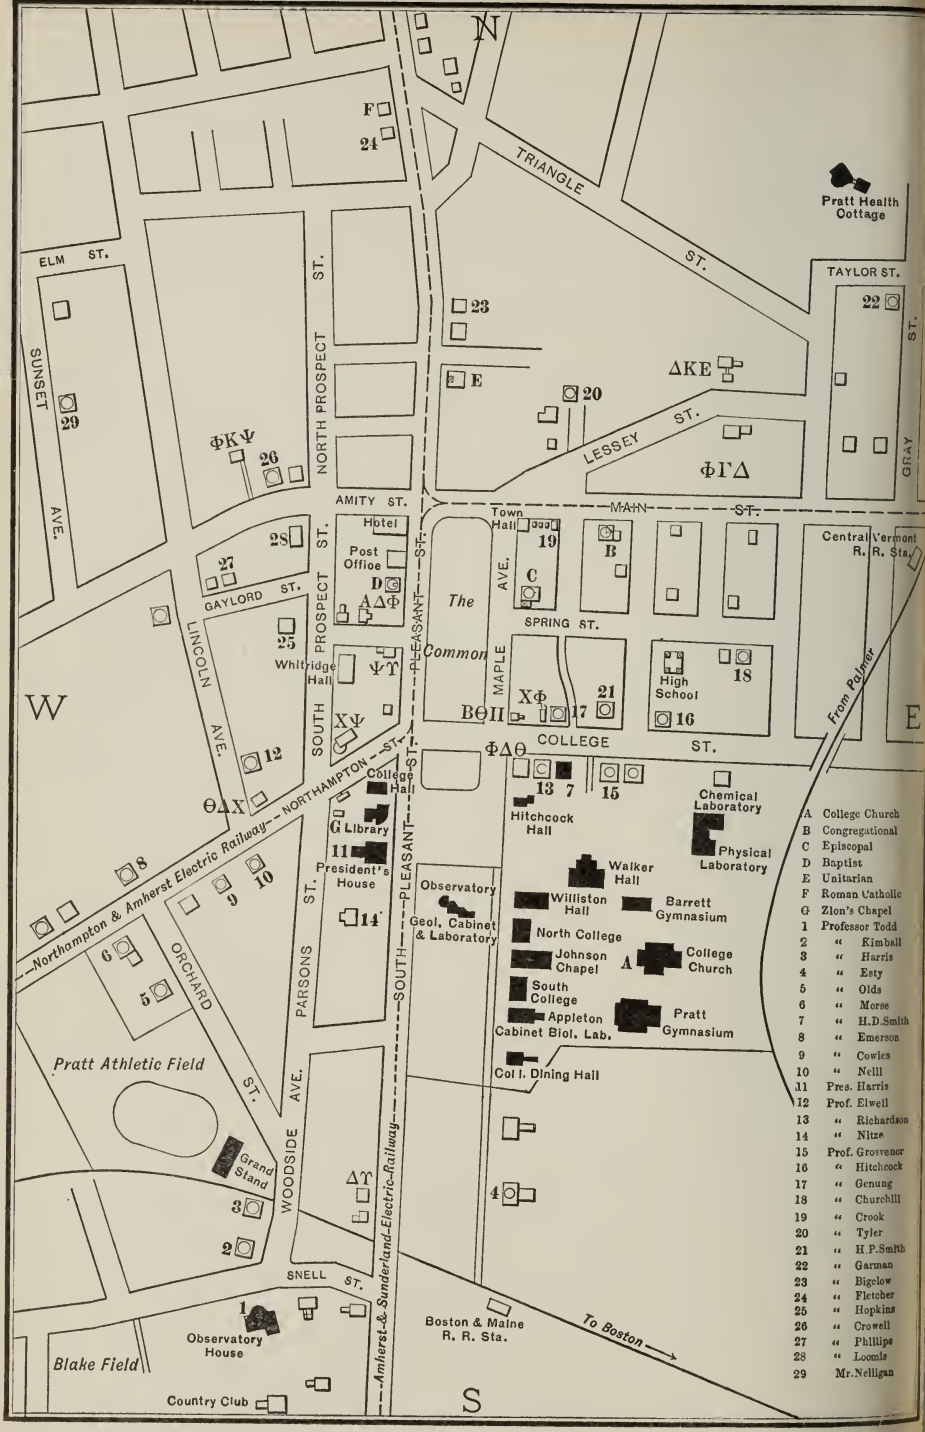 N
F
24
TRIANGLE
ST.
Pratt Health
Cottage
ELM ST.
TAYLOR ST.
ST.
22
ST.
23
SUNSET
NORTH PROSPECT
ΔΚΕ
E
20
29
LESSEY
ST.
ΦΚΨ
26
ΦΓΔ
GRAY
AMITY ST.
MAIN
ST.
AVE.
ST.
Hotel
Town
Hall
19
B
Central Vermont
R. R. Sta.
28
Post
Office
ST.
27
D
AVE.
C
ΑΔΦ
GAYLORD ST.
The
Common
SPRING ST.
PROSPECT
PLEASANT
LINCOLN
25
Whitridge
Hall
ΨΥ
MAPLE
High
School
18
From Palmer
W
E
SOUTH
ΧΨ
ΧΦ
21
ΒΘΠ
17
16
AVE.
ST.
ST.
COLLEGE
ST.
ΦΔΘ
12
NORTHAMPTON
College
Hall
13
7
15
Chemical
Laboratory
ΘΔΧ
Hitchcock
Hall
G Library
Physical
Laboratory
11
President's
House
PLEASANT
8
10
9
Walker
Hall
ST.
Observatory
Geol. Cabinet
& Laboratory
Williston
Hall
Barrett
Gymnasium
14
Northampton & Amherst Electric Railway
North College
6
ORCHARD
PARSONS
SOUTH
Johnson
Chapel
A
College
Church
5
South
College
Appleton
Cabinet Biol. Lab.
Pratt
Gymnasium
Pratt Athletic Field
ST.
AVE.
Coll. Dining Hall
Grand
Stand
WOODSIDE
ΔΥ
4
3
2
Amherst & Sunderland Electric Railway
SNELL
ST.
1
Observatory
House
Boston & Maine
R. R. Sta.
To Boston
Blake Field
Country Club
S
A College Church
B Congregational
C Episcopal
D Baptist
E Unitarian
F Roman Catholic
G Zion's Chapel
1 Professor Todd
2 “ Kimball
3 “ Harris
4 “ Esty
5 “ Olds
6 “ Morse
7 “ H.D.Smith
8 “ Emerson
9 “ Cowles
10 “ Neill
11 Pres. Harris
12 Prof. Elwell
13 “ Richardson
14 “ Nitze
15 Prof. Grosvenor
16 “ Hitchcock
17 “ Genung
18 “ Churchill
19 “ Crook
20 “ Tyler
21 “ H.P.Smith
22 “ Garman
23 “ Bigelow
24 “ Fletcher
25 “ Hopkins
26 “ Crowell
27 “ Phillips
28 “ Loomis
29 Mr.Nelligan